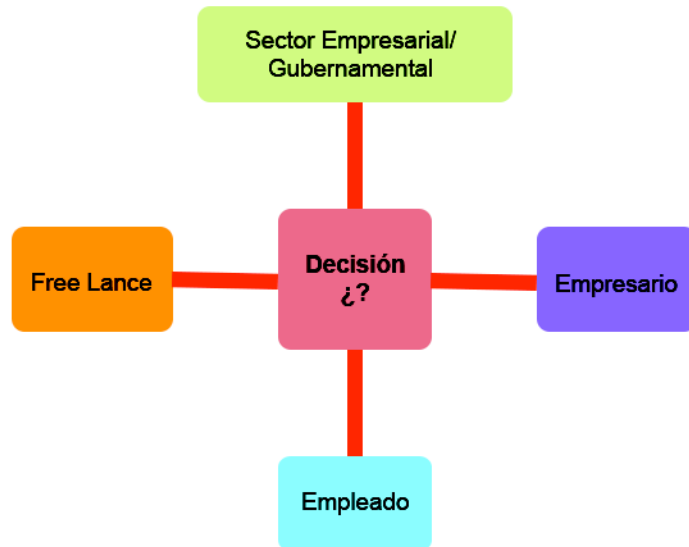 Sector Empresarial/
Gubernamental
Free Lance
Decisión
¿?
Empresario
Empleado